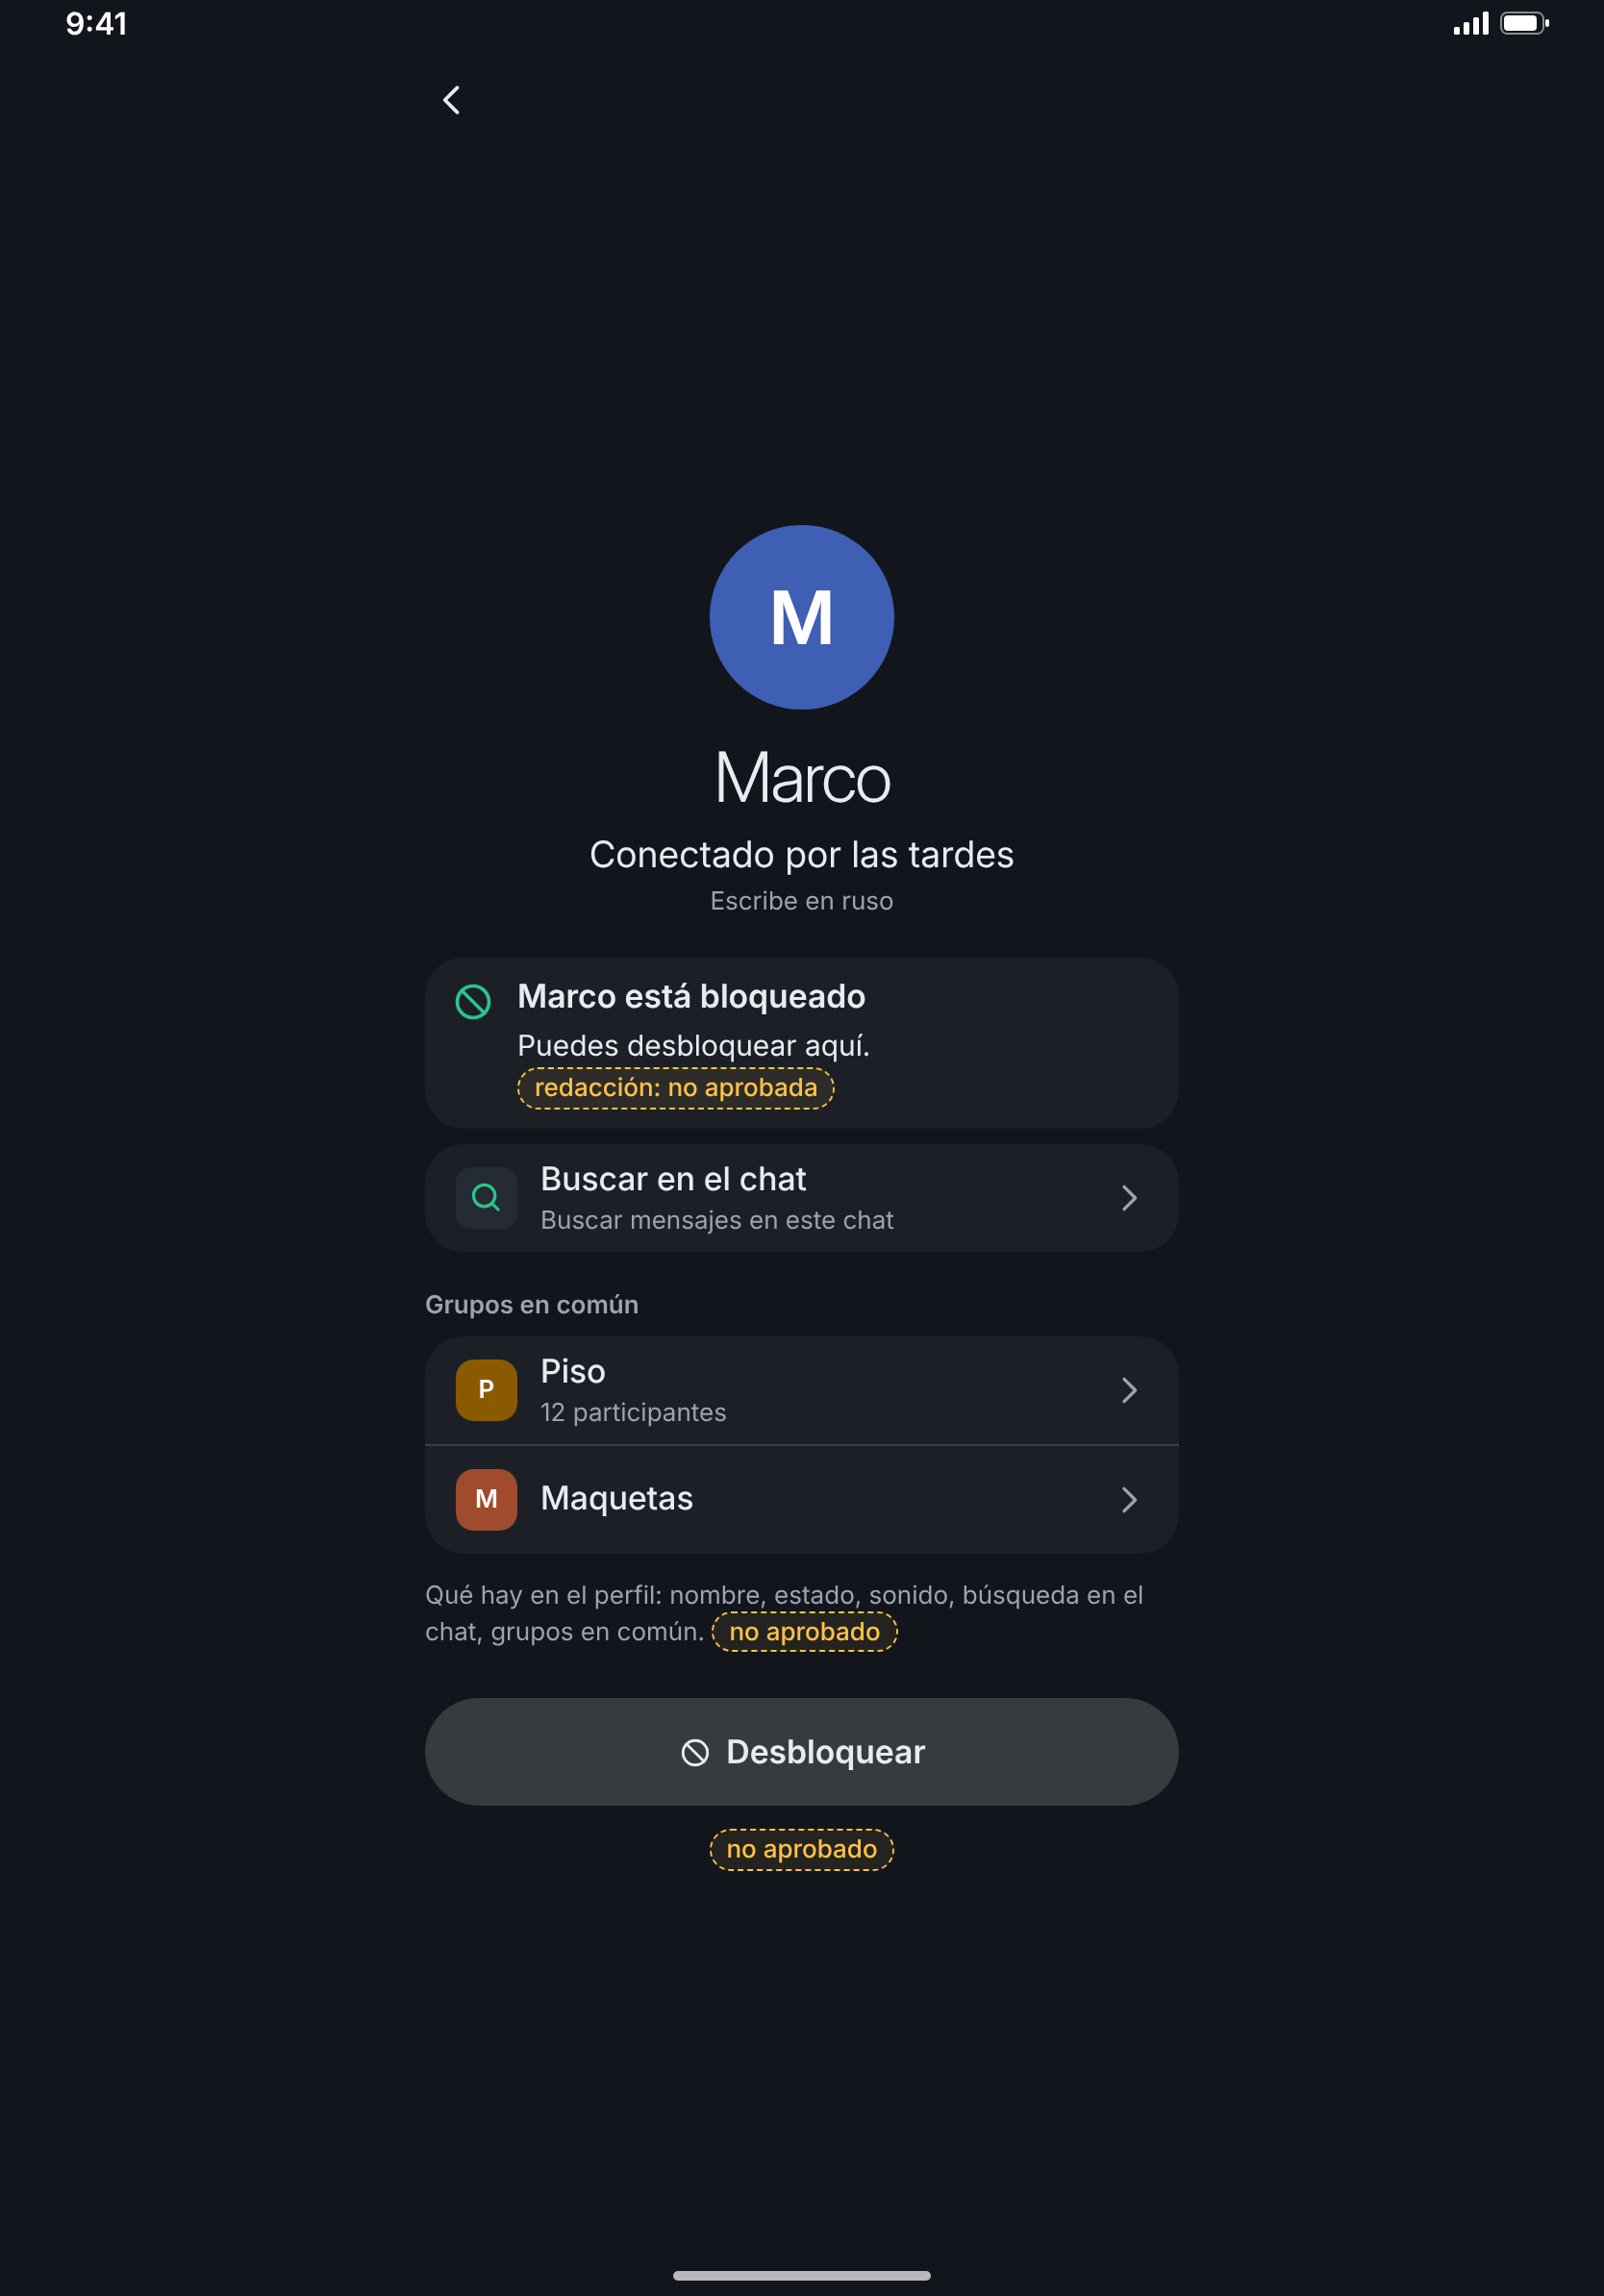 9:41
M
Marco
Conectado por las tardes
Escribe en ruso
Marco está bloqueado
Puedes desbloquear aquí.
redacción: no aprobada
Buscar en el chat
Buscar mensajes en este chat
Grupos en común
P
Piso
12 participantes
M
Maquetas
Qué hay en el perfil: nombre, estado, sonido, búsqueda en el
chat, grupos en común. no aprobado
Desbloquear
no aprobado